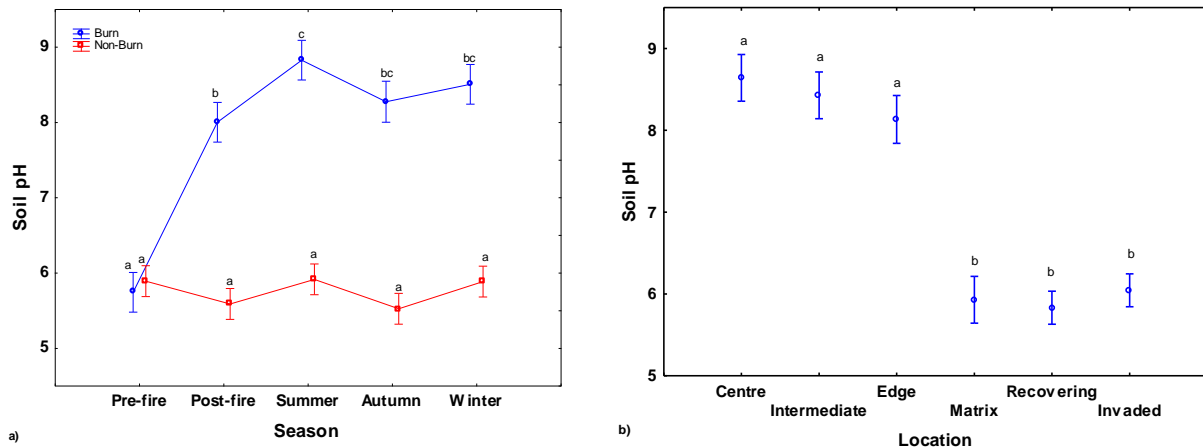 Burn
Non-Burn
9
8
7
6
5
Soil pH
a
a
b
a
c
a
bc
a
bc
a
Pre-fire
Post-fire
Summer
Autumn
Winter
Season
a)
9
8
7
6
5
Soil pH
a
a
a
b
b
b
Centre
Intermediate
Edge
Matrix
Recovering
Invaded
Location
b)